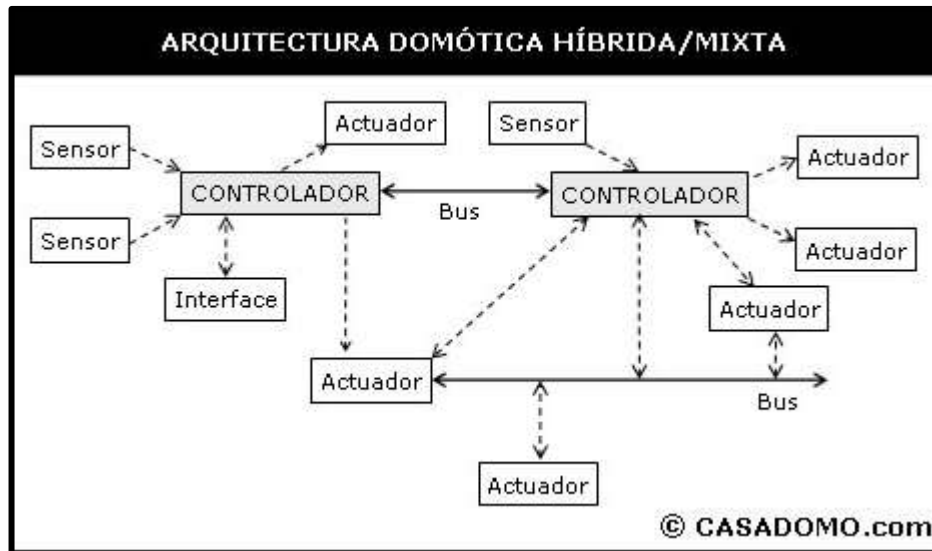 ARQUITECTURA DOMÓTICA HÍBRIDA/MIXTA
Actuador
Sensor
Sensor
Actuador
CONTROLADOR
CONTROLADOR
Bus
Sensor
Actuador
Interface
Actuador
Actuador
Bus
Actuador
© CASADOMO.com